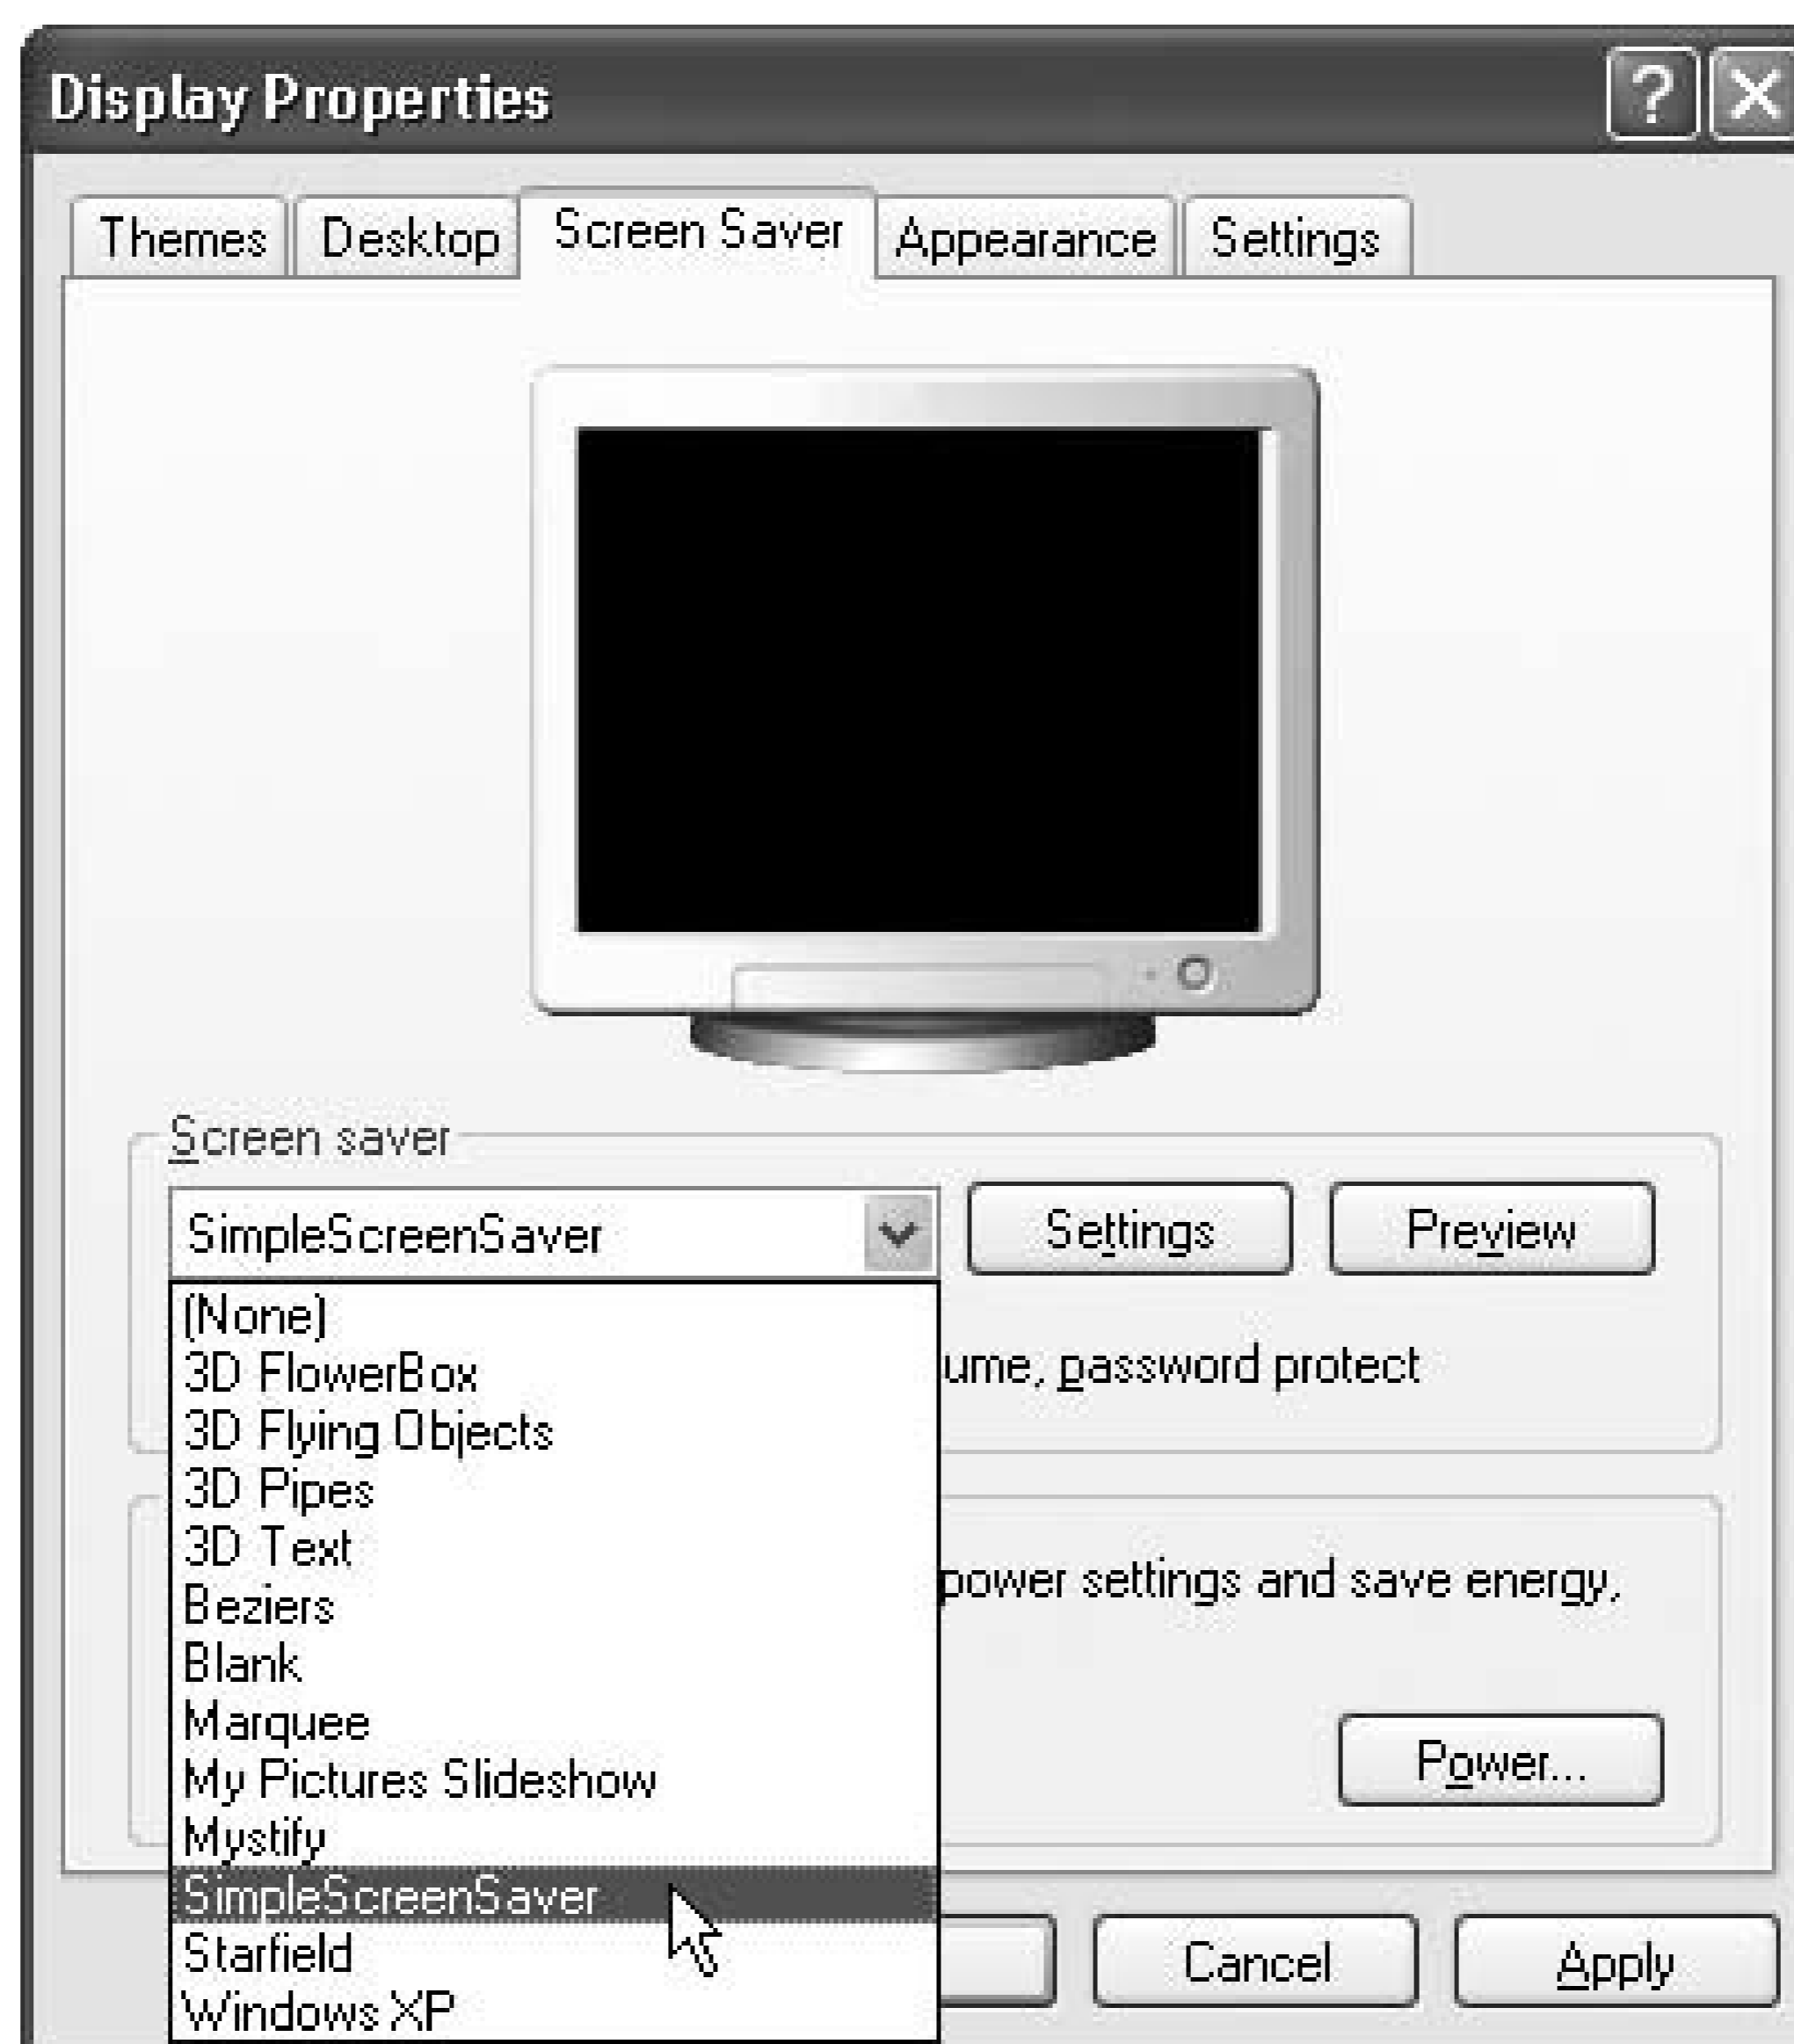 Display Properties ? X
Themes Desktop Screen Saver Appearance Settings
Screen saver
SimpleScreenSaver Settings Preview
(None)
ume, password protect
3D FlowerBox
3D Flying Objects
3D Pipes
3D Text
power settings and save energy,
Beziers
Blank
Marquee
Power...
My Pictures Slideshow
Mystify
SimpleScreenSaver
Starfield
Cancel Apply
Windows XP